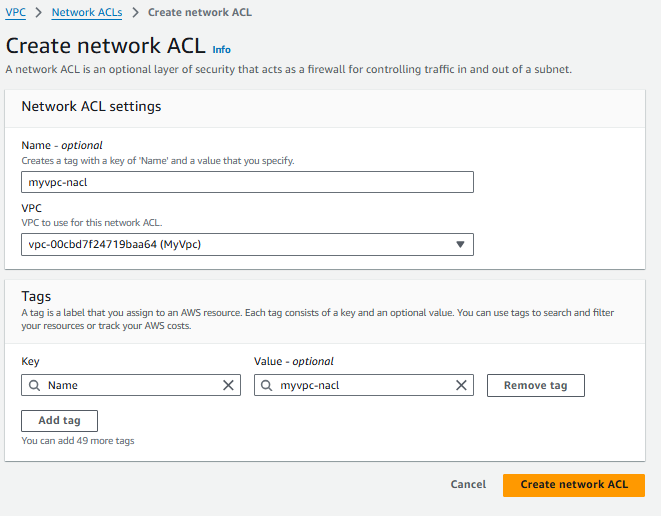 VPC > Network ACLs > Create network ACL
Create network ACL Info
A network ACL is an optional layer of security that acts as a firewall for controlling traffic in and out of a subnet.
Network ACL settings
Name - optional
Creates a tag with a key of 'Name' and a value that you specify.
myvpc-nacl
VPC
VPC to use for this network ACL.
vpc-00cbd7f24719baa64 (MyVpc)
Tags
A tag is a label that you assign to an AWS resource. Each tag consists of a key and an optional value. You can use tags to search and filter
your resources or track your AWS costs.
Key Value - optional
Name myvpc-nacl Remove tag
Add tag
You can add 49 more tags
Cancel Create network ACL